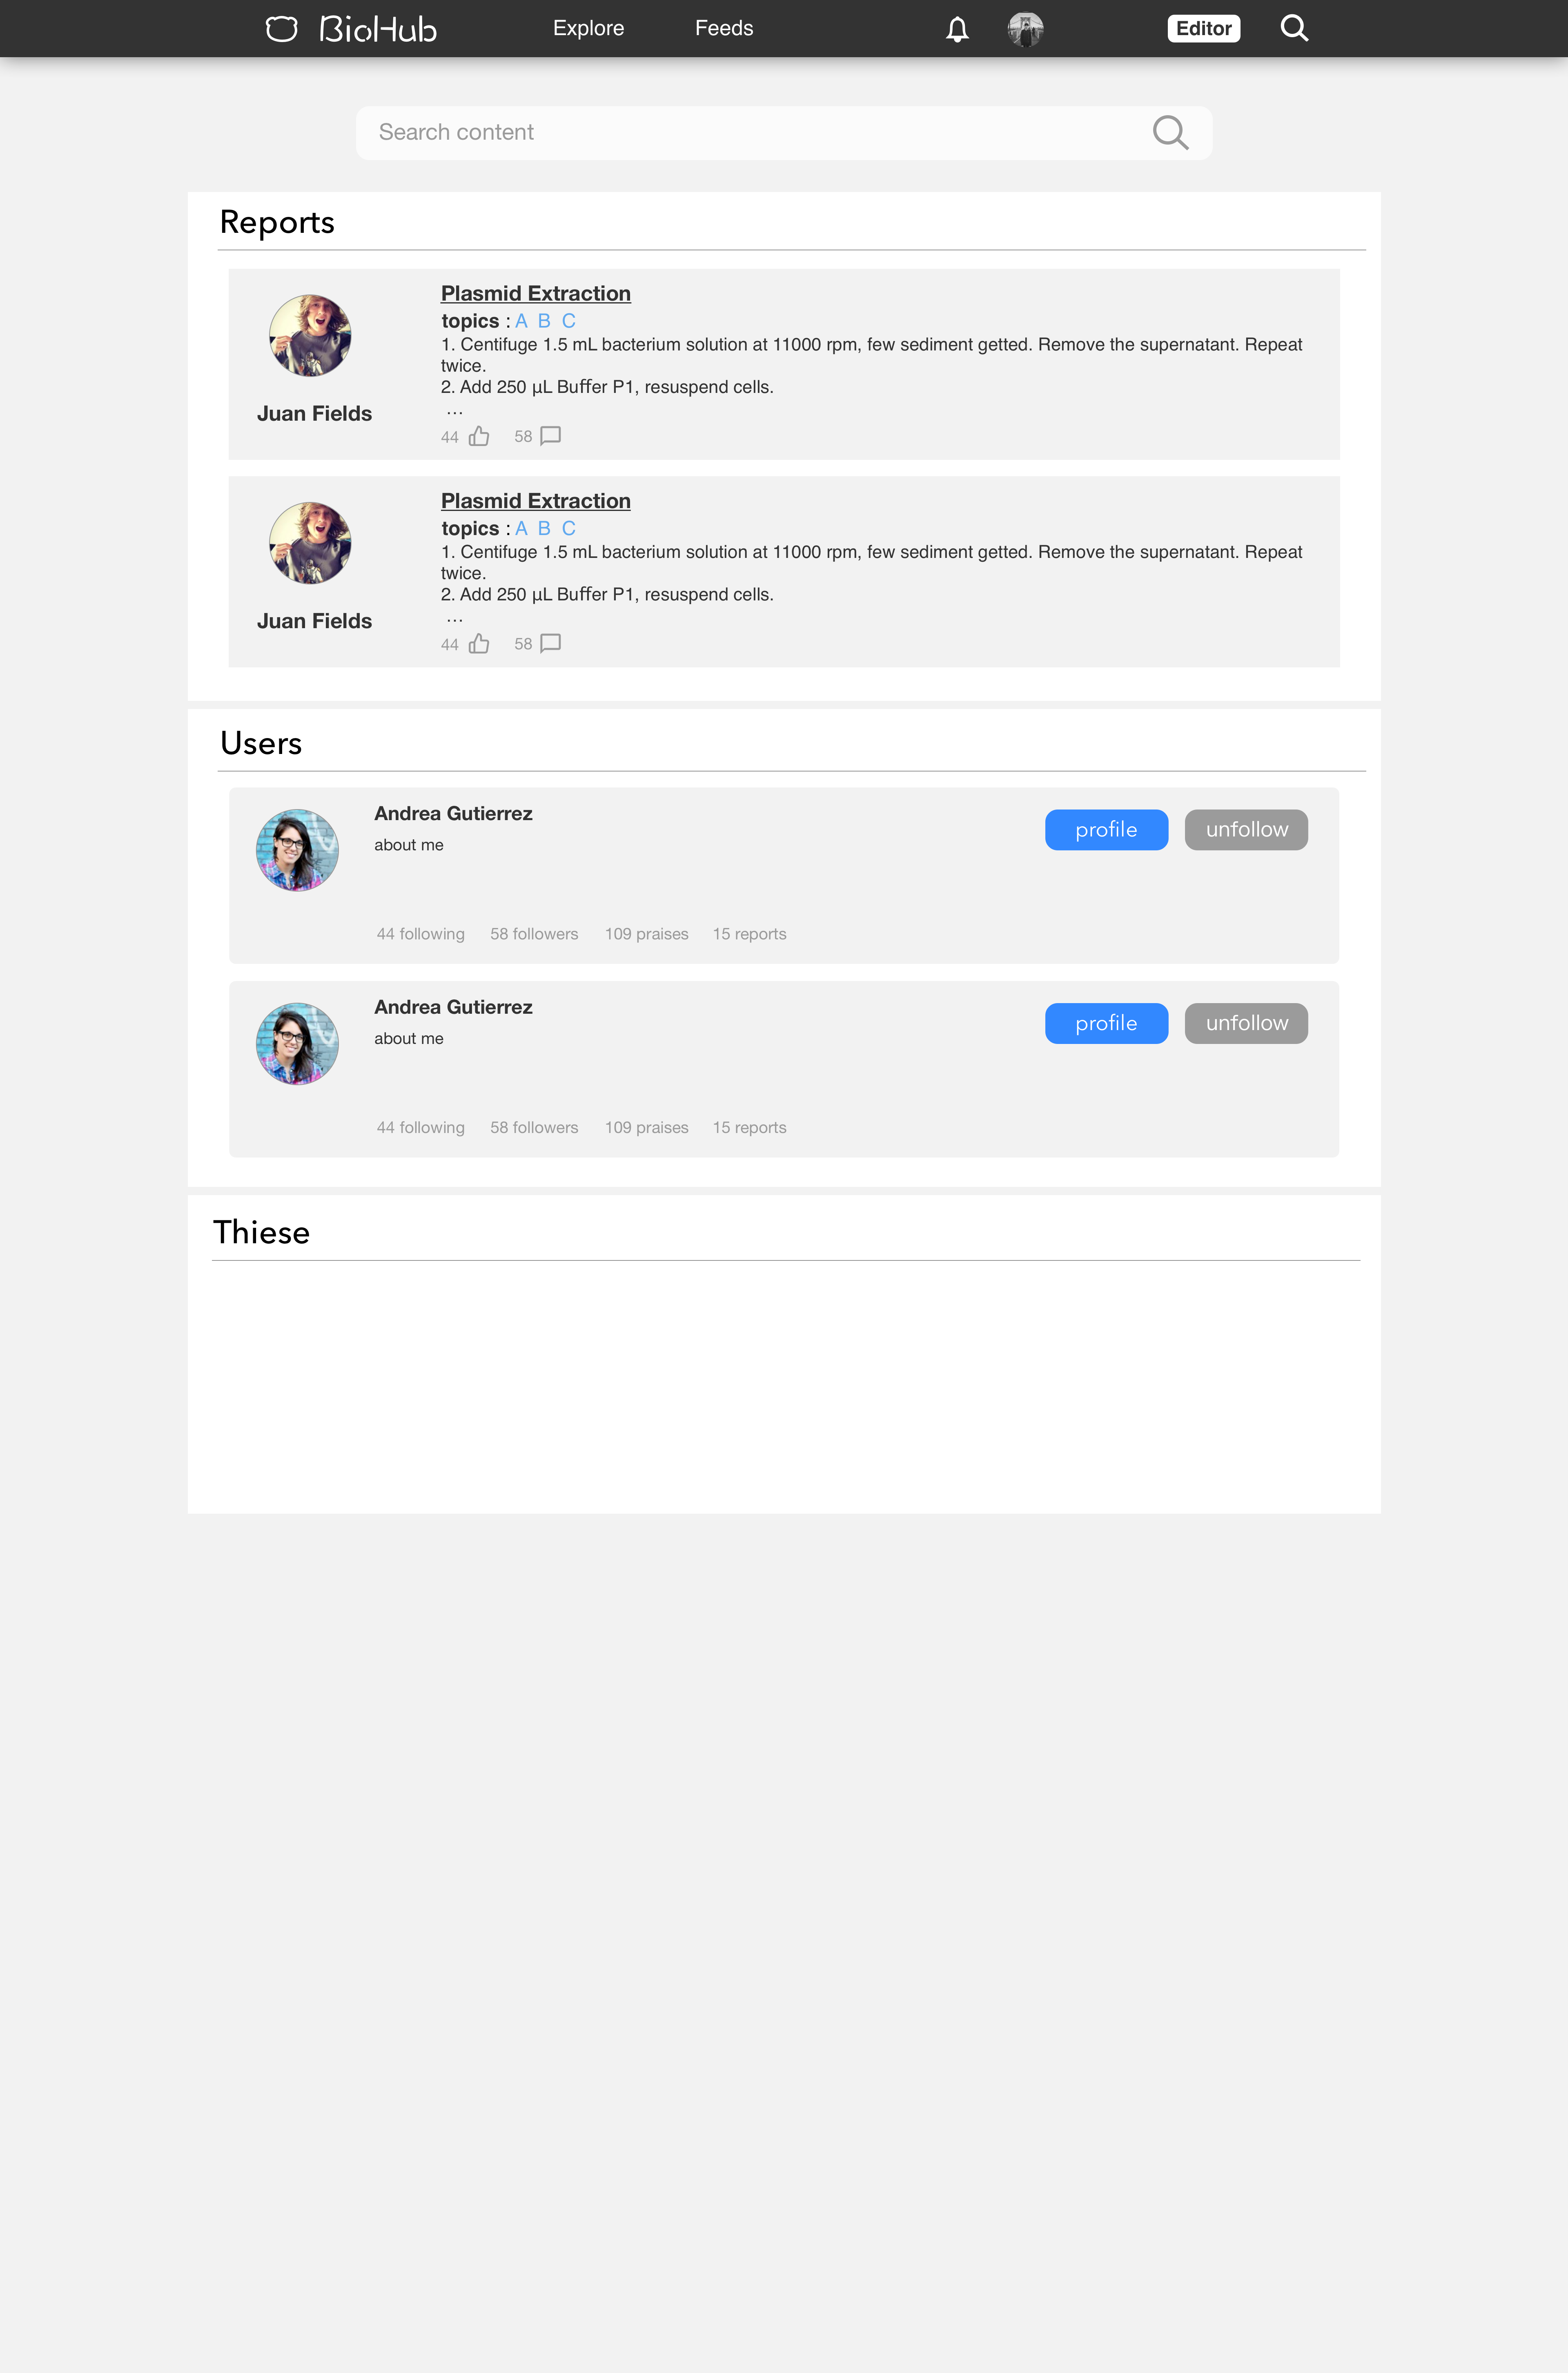 BioHub Explore Feeds Editor
Search content
Reports
Plasmid Extraction
topics : A B C
1. Centifuge 1.5 mL bacterium solution at 11000 rpm, few sediment getted. Remove the supernatant. Repeat
twice.
2. Add 250 µL Buffer P1, resuspend cells.
...
Juan Fields
44 58
Plasmid Extraction
topics : A B C
1. Centifuge 1.5 mL bacterium solution at 11000 rpm, few sediment getted. Remove the supernatant. Repeat
twice.
2. Add 250 µL Buffer P1, resuspend cells.
...
Juan Fields
44 58
Users
Andrea Gutierrez
about me
profile unfollow
44 following 58 followers 109 praises 15 reports
Andrea Gutierrez
about me
profile unfollow
44 following 58 followers 109 praises 15 reports
Thiese